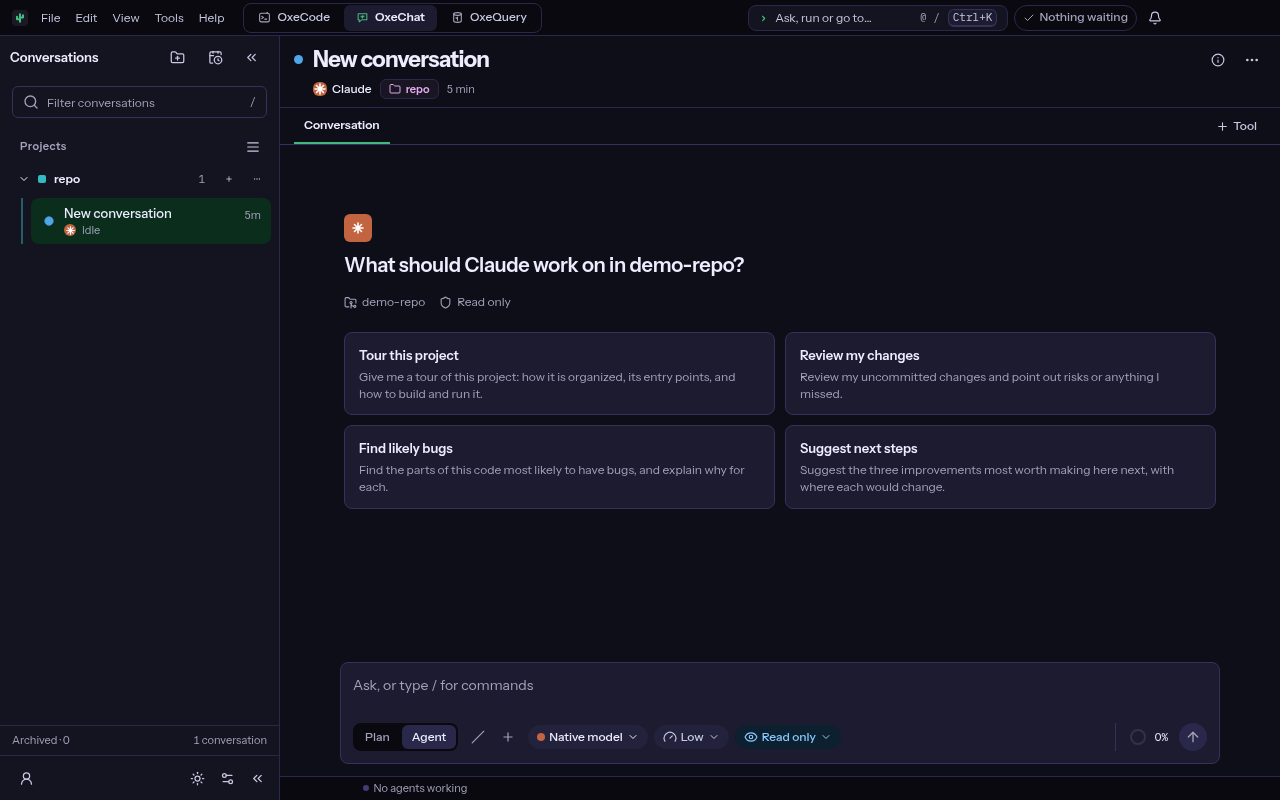 File Edit View Tools Help
OxeCode OxeChat OxeQuery
Ask, run or go to... @ / Ctrl+K
Nothing waiting
Conversations
Filter conversations /
Projects
repo 1 + ...
New conversation 5m
Idle
Archived · 0 1 conversation
New conversation
Claude repo 5 min
Conversation + Tool
What should Claude work on in demo-repo?
demo-repo Read only
Tour this project
Give me a tour of this project: how it is organized, its entry points, and
how to build and run it.
Review my changes
Review my uncommitted changes and point out risks or anything I
missed.
Find likely bugs
Find the parts of this code most likely to have bugs, and explain why for
each.
Suggest next steps
Suggest the three improvements most worth making here next, with
where each would change.
Ask, or type / for commands
Plan Agent Native model Low Read only 0%
No agents working